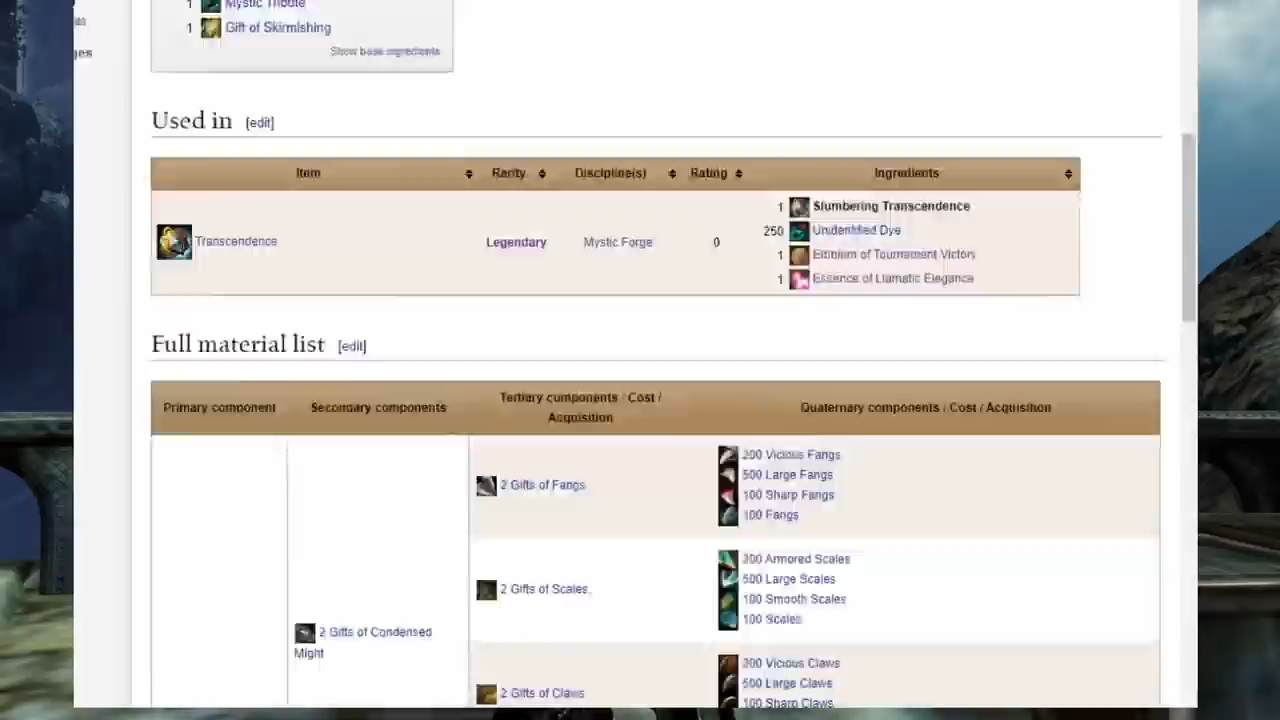 1 Mystic Tribute
1 Gift of Skirmishing
Show base ingredients
ges
Used in [edit]
Item Rarity Discipline(s) Rating Ingredients
1 Slumbering Transcendence
250 Unidentified Dye
Transcendence Legendary Mystic Forge 0
1 Emblem of Tournament Victory
1 Essence of Llamatic Elegance
Full material list [edit]
Primary component Secondary components Tertiary components / Cost / Acquisition Quaternary components / Cost / Acquisition
2 Gifts of Fangs
200 Vicious Fangs
500 Large Fangs
100 Sharp Fangs
100 Fangs
2 Gifts of Scales
200 Armored Scales
500 Large Scales
100 Smooth Scales
100 Scales
2 Gifts of Condensed
Might
2 Gifts of Claws
200 Vicious Claws
500 Large Claws
100 Sharp Claws